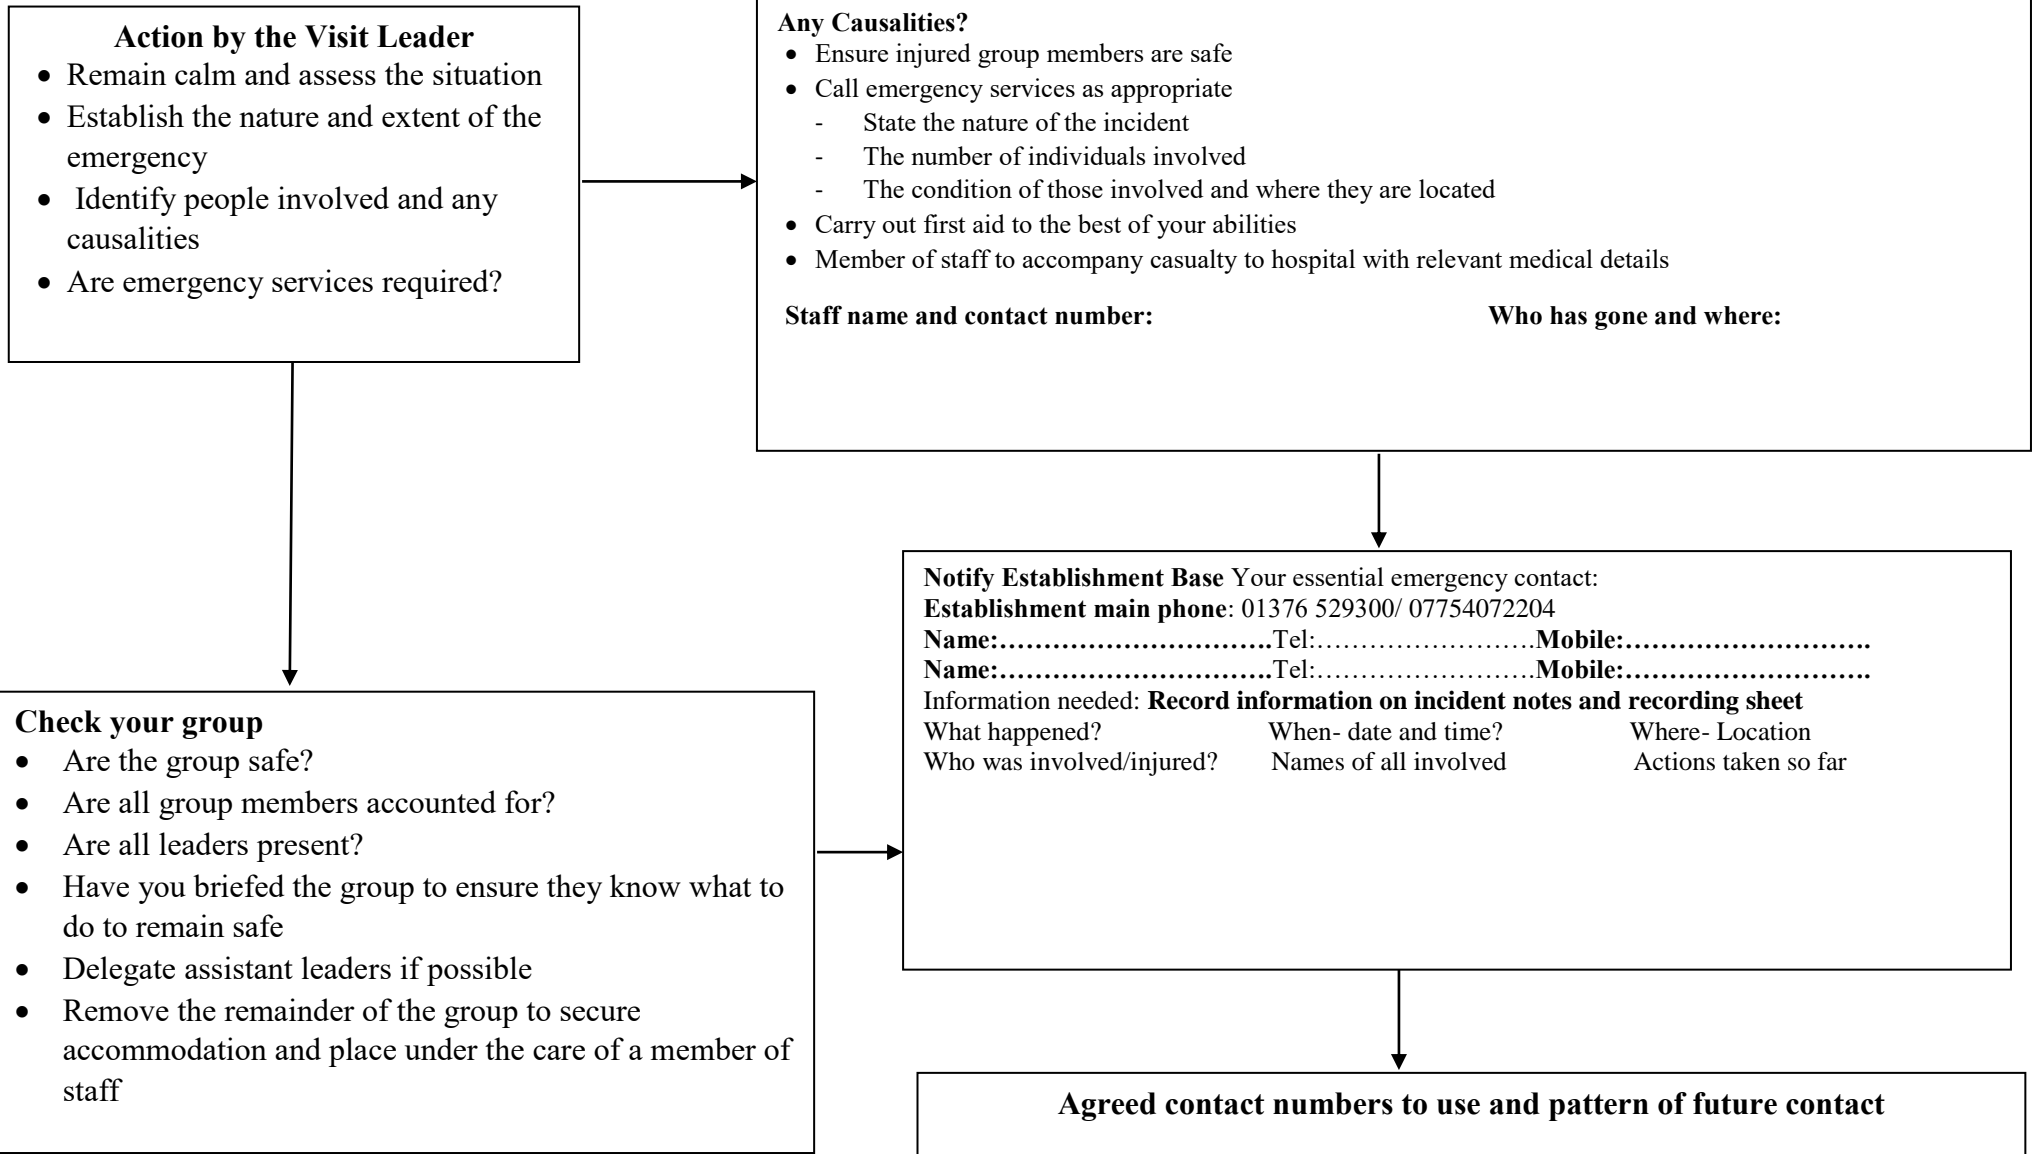 Action by the Visit Leader
• Remain calm and assess the situation
• Establish the nature and extent of the
emergency
• Identify people involved and any
causalities
• Are emergency services required?
Any Causalities?
• Ensure injured group members are safe
• Call emergency services as appropriate
- State the nature of the incident
- The number of individuals involved
- The condition of those involved and where they are located
• Carry out first aid to the best of your abilities
• Member of staff to accompany casualty to hospital with relevant medical details
Staff name and contact number: Who has gone and where:
Check your group
• Are the group safe?
• Are all group members accounted for?
• Are all leaders present?
• Have you briefed the group to ensure they know what to
do to remain safe
• Delegate assistant leaders if possible
• Remove the remainder of the group to secure
accommodation and place under the care of a member of
staff
Notify Establishment Base Your essential emergency contact:
Establishment main phone: 01376 529300/ 07754072204
Name:…………………………..Tel:…………………….Mobile:……………………….
Name:…………………………..Tel:…………………….Mobile:……………………….
Information needed: Record information on incident notes and recording sheet
What happened? When- date and time? Where- Location
Who was involved/injured? Names of all involved Actions taken so far
Agreed contact numbers to use and pattern of future contact